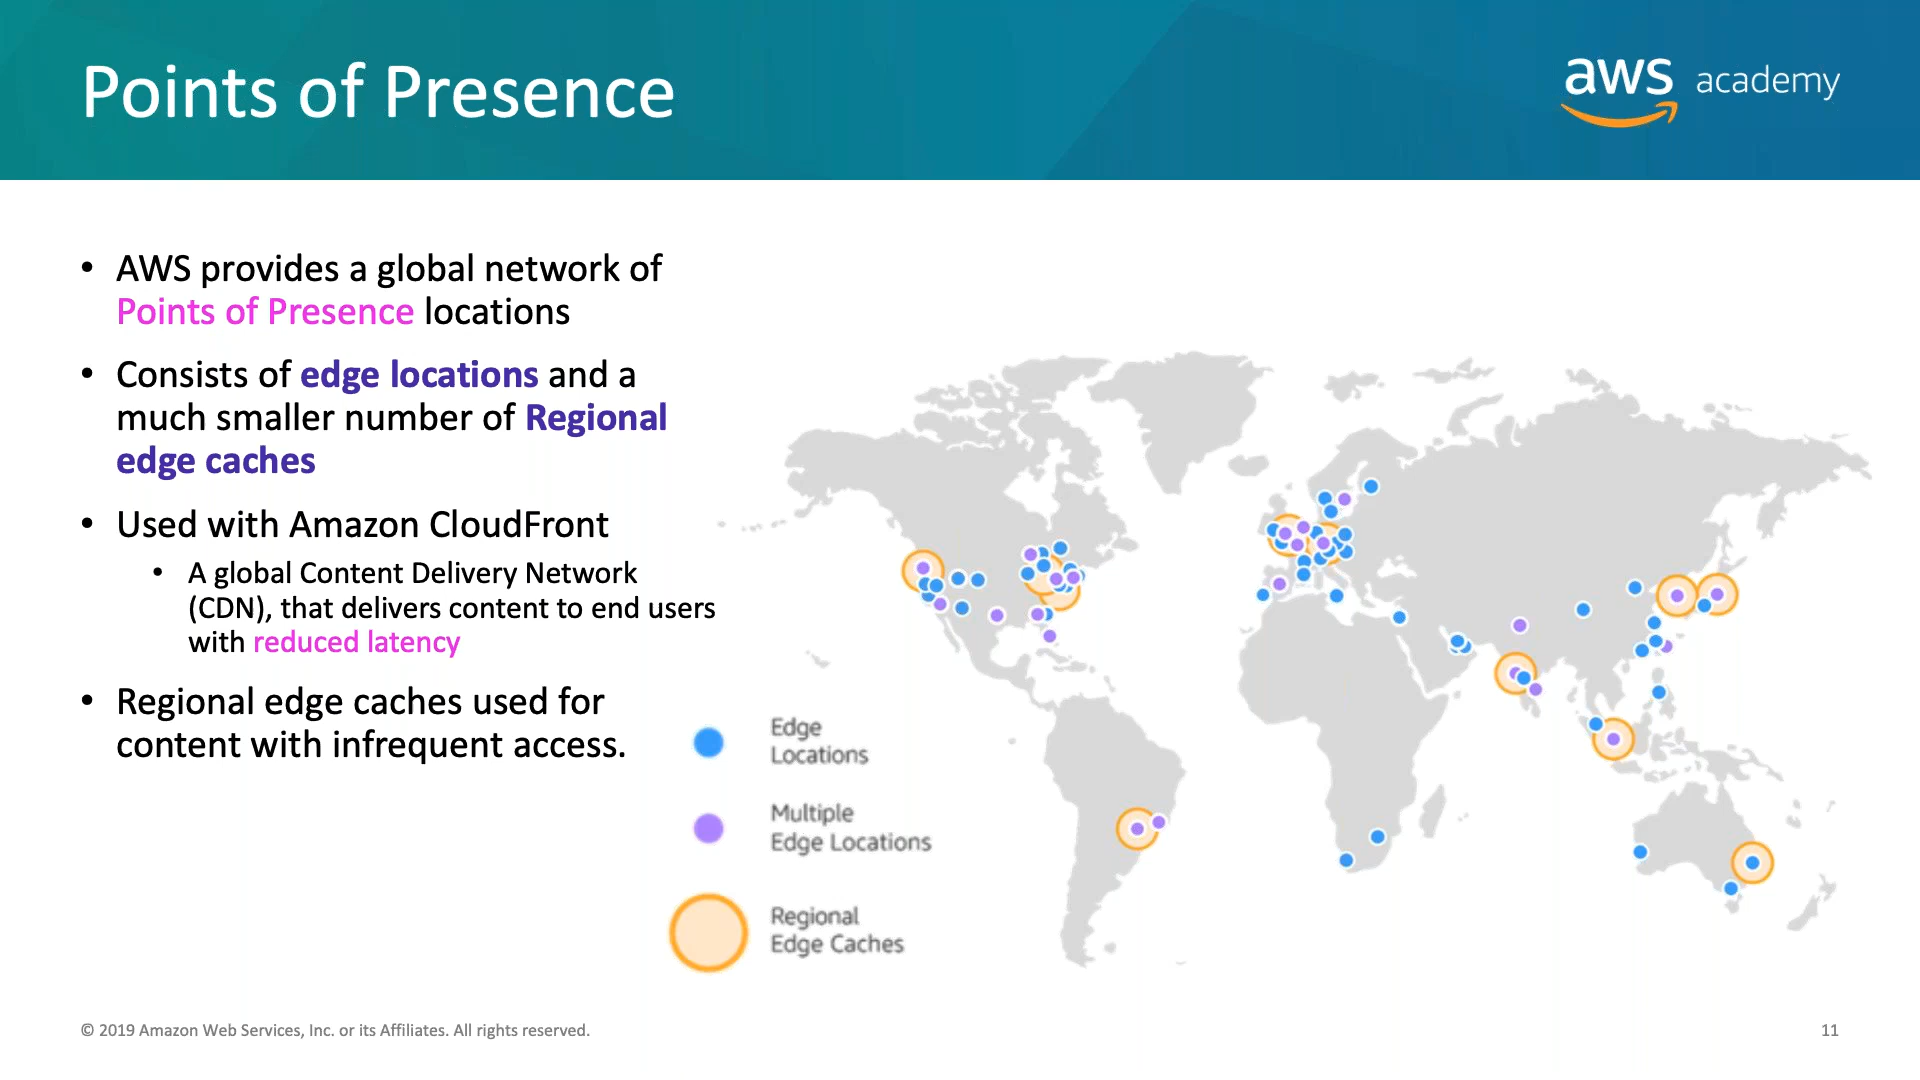 Points of Presence
aws academy
• AWS provides a global network of
Points of Presence locations
• Consists of edge locations and a
much smaller number of Regional
edge caches
• Used with Amazon CloudFront
• A global Content Delivery Network
(CDN), that delivers content to end users
with reduced latency
• Regional edge caches used for
content with infrequent access.
Edge
Locations
Multiple
Edge Locations
Regional
Edge Caches
© 2019 Amazon Web Services, Inc. or its Affiliates. All rights reserved.
11